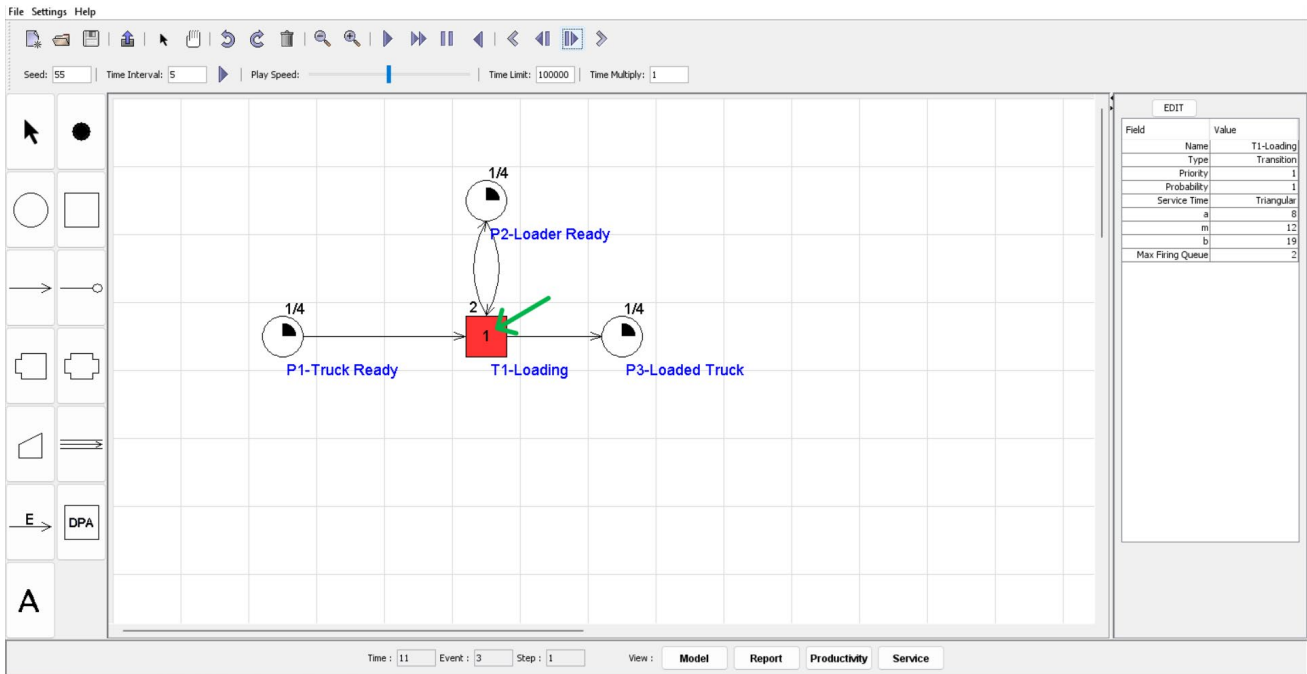 File Settings Help
Seed: 55 Time Interval: 5 Play Speed: Time Limit: 100000 Time Multiply: 1
EDIT
Field Value
Name T1-Loading
Type Transition
Priority 1
Probability 1
Service Time Triangular
a 8
m 12
b 19
Max Firing Queue 2
1/4
P2-Loader Ready
1/4
2
1/4
1
P1-Truck Ready
T1-Loading
P3-Loaded Truck
E
DPA
A
Time : 11 Event : 3 Step : 1 View : Model Report Productivity Service